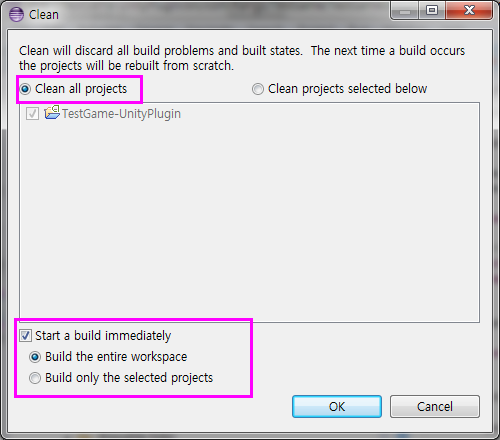 Clean
Clean will discard all build problems and built states.  The next time a build occurs
the projects will be rebuilt from scratch.
Clean all projects Clean projects selected below
TestGame-UnityPlugin
Start a build immediately
Build the entire workspace
Build only the selected projects
OK Cancel